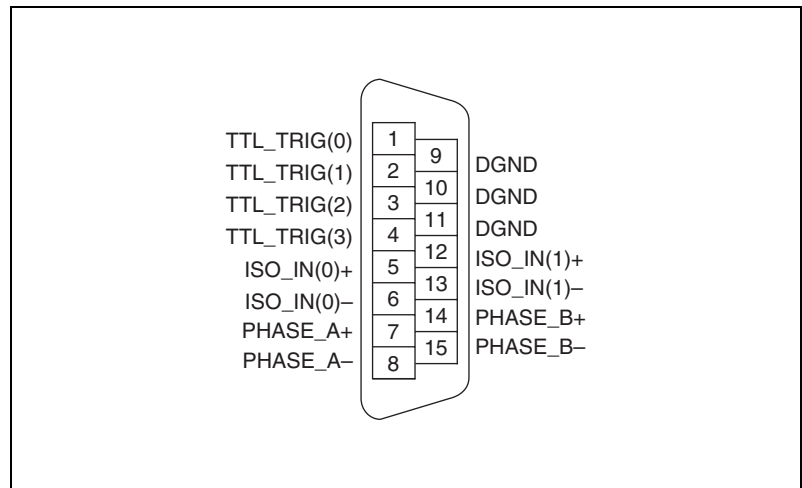 TTL_TRIG(0) 1
TTL_TRIG(1) 2
TTL_TRIG(2) 3
TTL_TRIG(3) 4
ISO_IN(0)+ 5
ISO_IN(0)– 6
PHASE_A+ 7
PHASE_A– 8
9 DGND
10 DGND
11 DGND
12 ISO_IN(1)+
13 ISO_IN(1)–
14 PHASE_B+
15 PHASE_B–